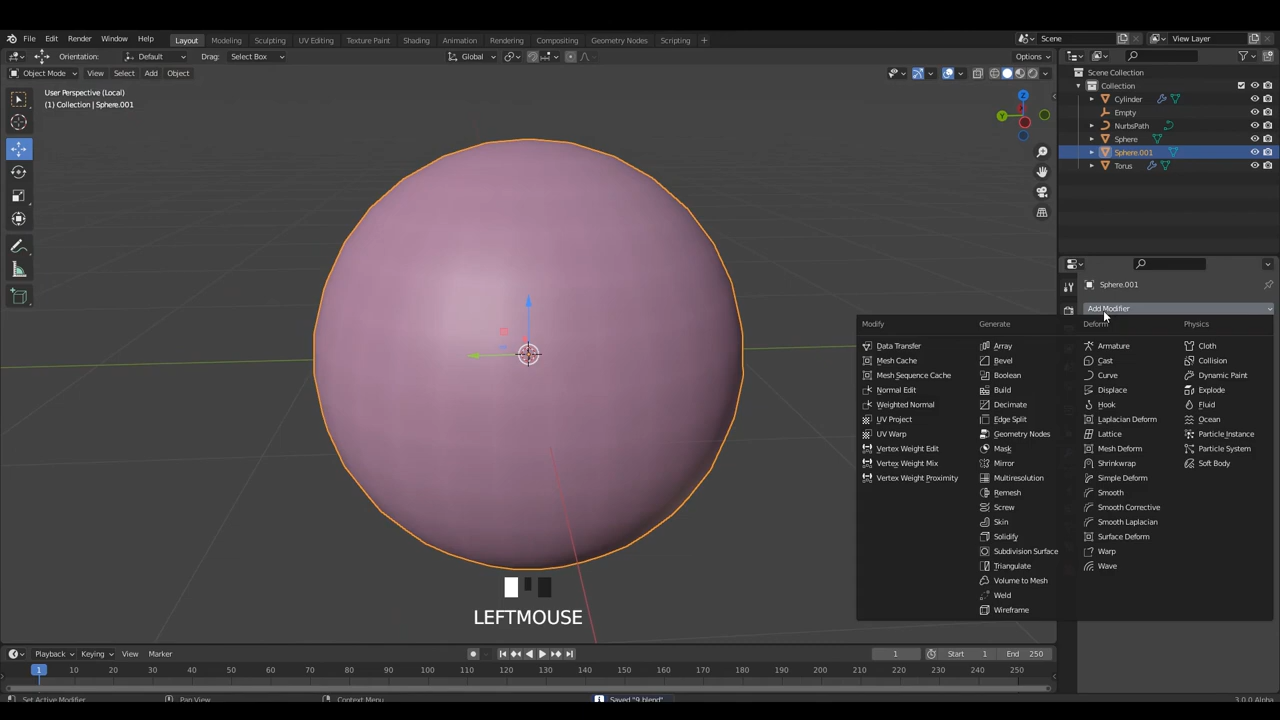 File Edit Render Window Help Layout Modeling Sculpting UV Editing Texture Paint Shading Animation Rendering Compositing Geometry Nodes Scripting + Scene View Layer
Orientation: Default Drag: Select Box Global Options
Object Mode View Select Add Object
User Perspective (Local)
(1) Collection | Sphere.001
Z
Y
Scene Collection
Collection
Cylinder
Empty
NurbsPath
Sphere
Sphere.001
Torus
Sphere.001
Add Modifier
Modify Generate Deform Physics
Data Transfer Array Armature Cloth
Mesh Cache Bevel Cast Collision
Mesh Sequence Cache Boolean Curve Dynamic Paint
Normal Edit Build Displace Explode
Weighted Normal Decimate Hook Fluid
UV Project Edge Split Laplacian Deform Ocean
UV Warp Geometry Nodes Lattice Particle Instance
Vertex Weight Edit Mask Mesh Deform Particle System
Vertex Weight Mix Mirror Shrinkwrap Soft Body
Vertex Weight Proximity Multiresolution Simple Deform
Remesh Smooth
Screw Smooth Corrective
Skin Smooth Laplacian
Solidify Surface Deform
Subdivision Surface Warp
Triangulate Wave
Volume to Mesh
Weld
Wireframe
LEFTMOUSE
Playback Keying View Marker 1 Start 1 End 250
1 10 20 30 40 50 60 70 80 90 100 110 120 130 140 150 160 170 180 190 200 210 220 230 240 250
Set Active Modifier Pan View Context Menu Saved "9.blend" 3.0.0 Alpha